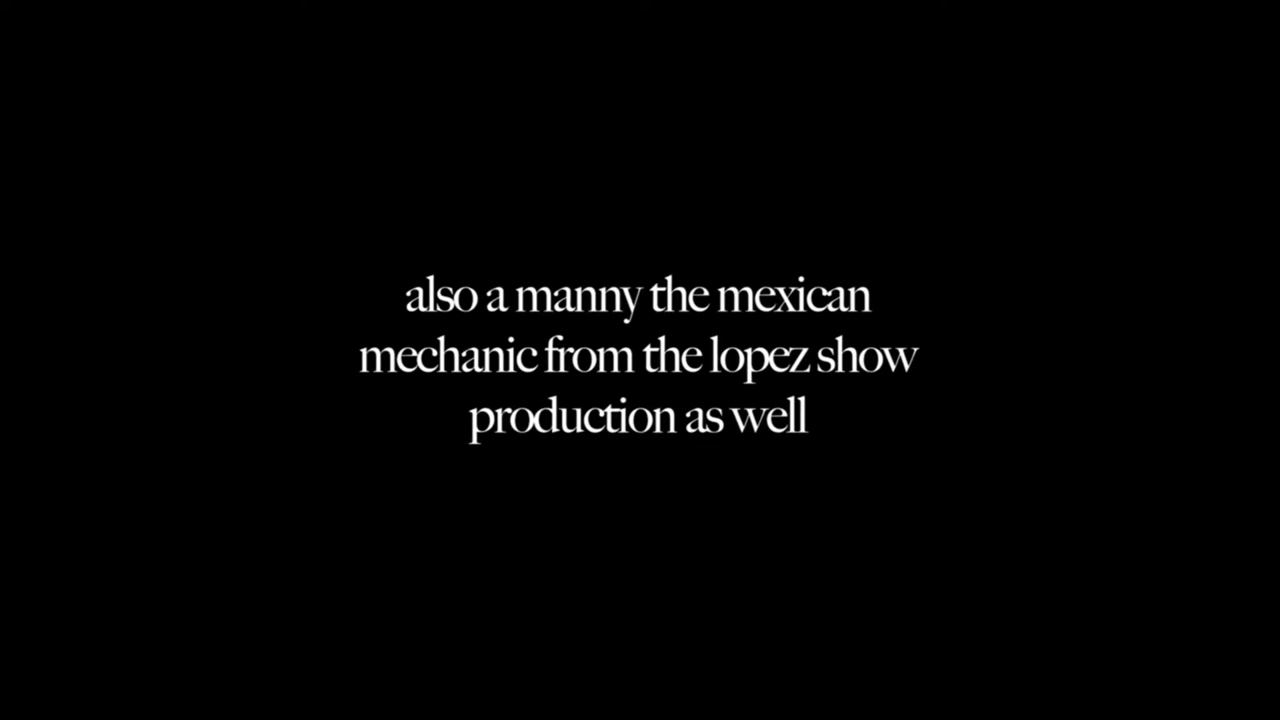 also a manny the mexican
mechanic from the lopez show
production as well